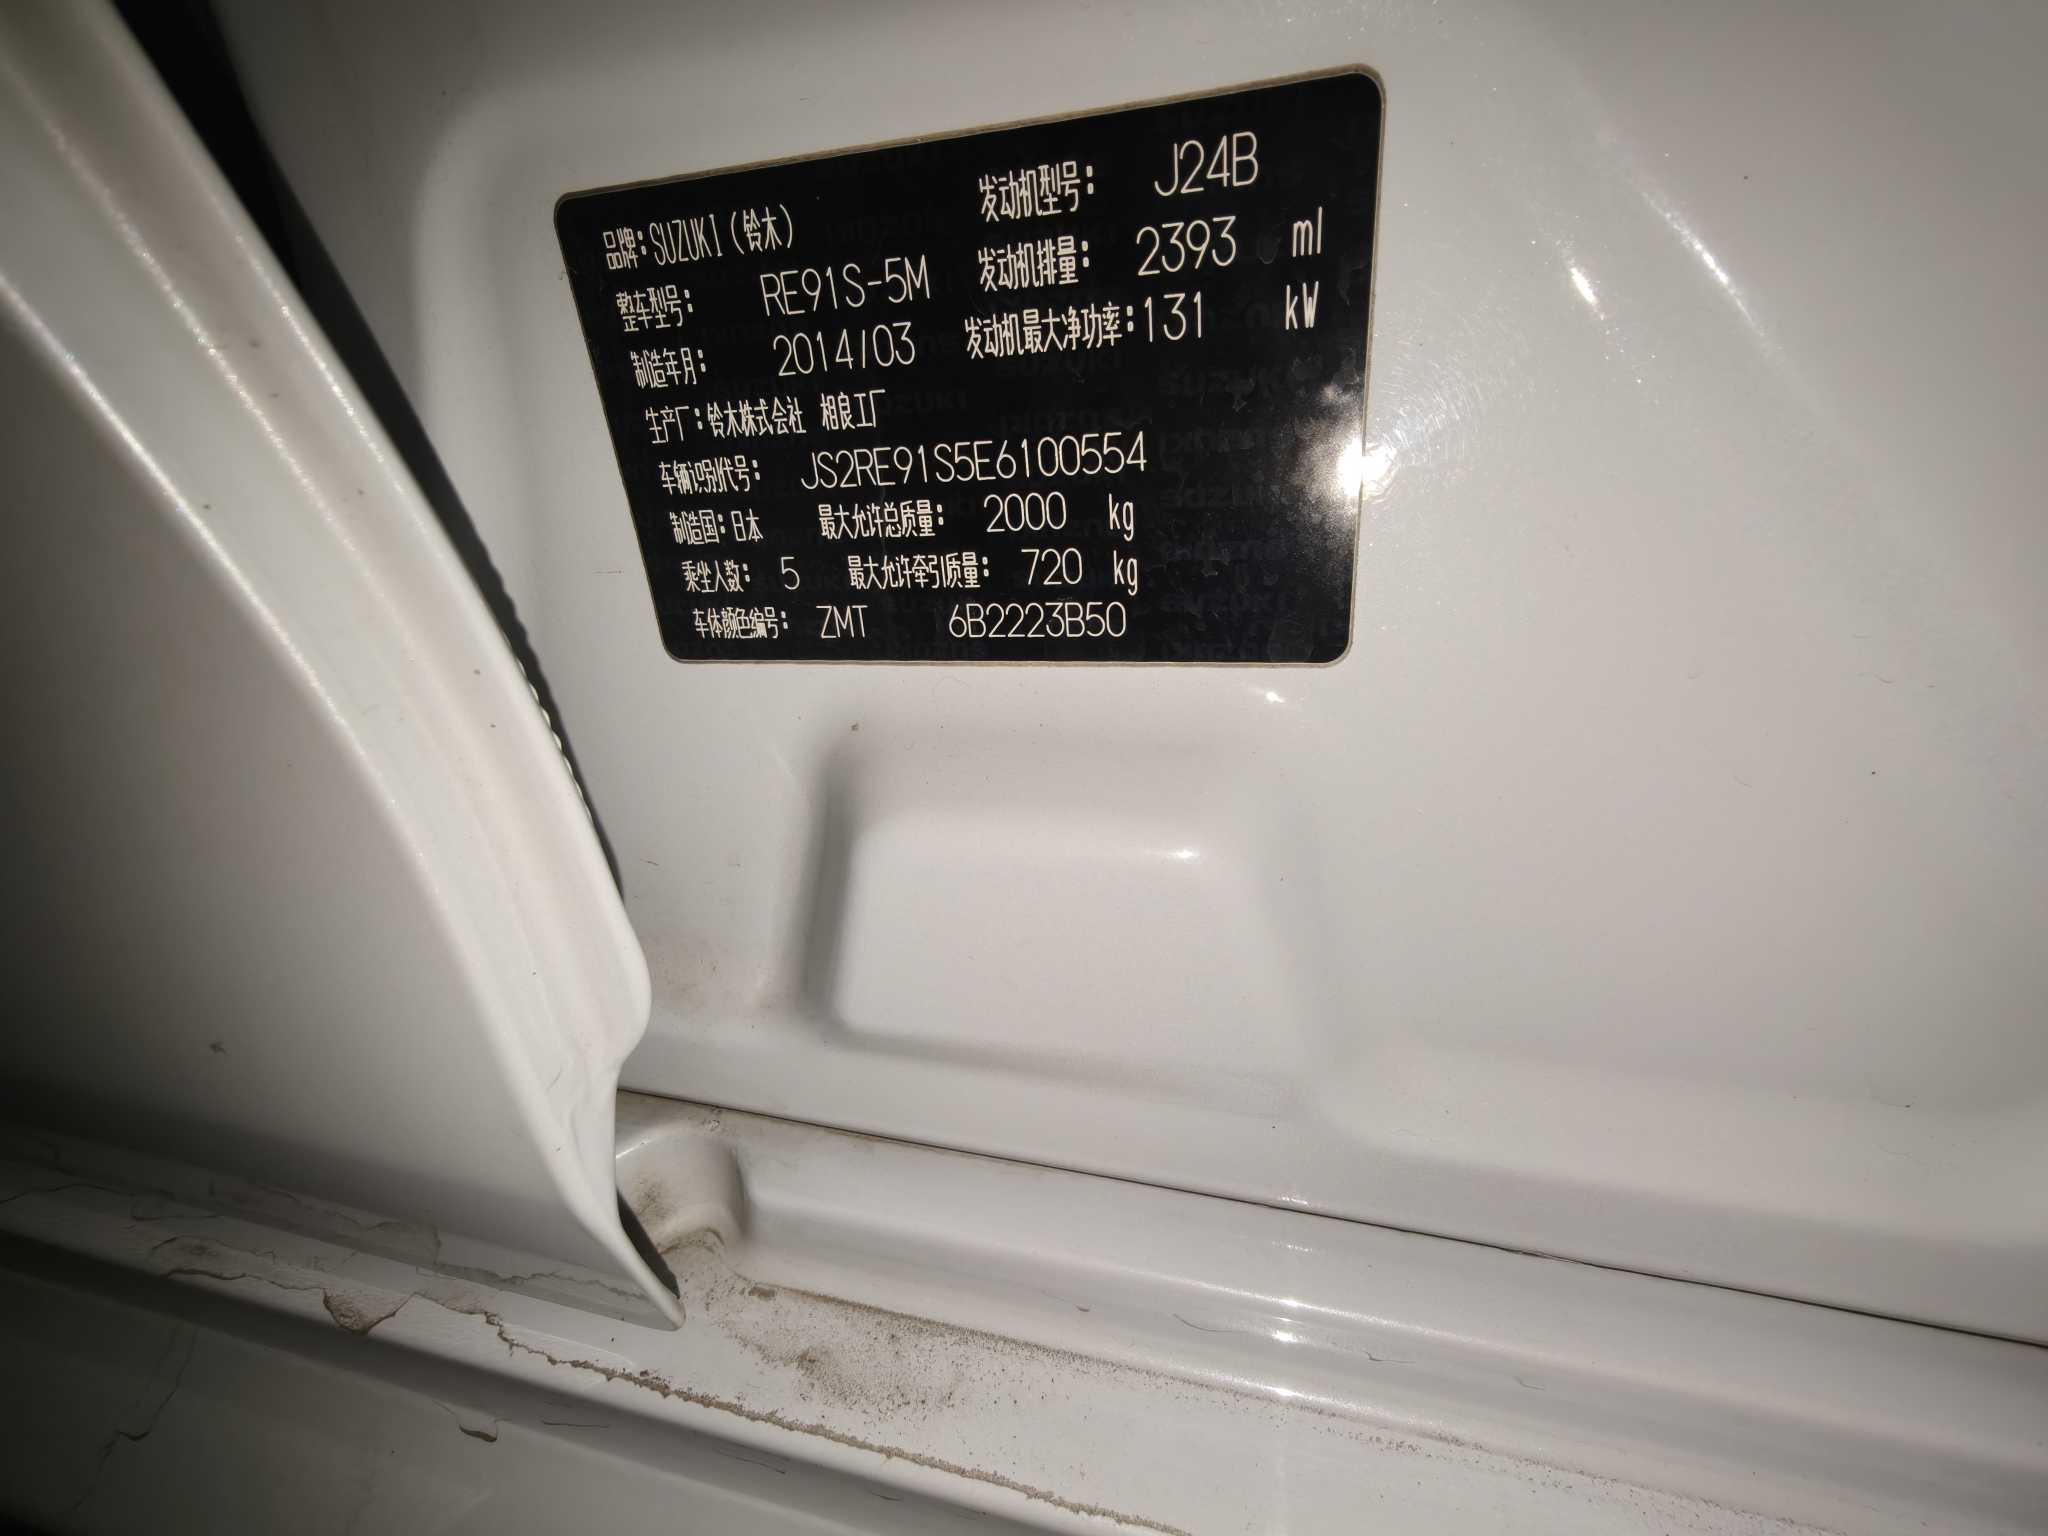 品牌:SUZUKI(铃木) 发动机型号: J24B
整车型号: RE91S-5M 发动机排量: 2393 ml
制造年月: 2014/03 发动机最大净功率:131 kW
生产厂:铃木株式会社 相良工厂
车辆识别代号: JS2RE91S5E6100554
制造国:日本 最大允许总质量: 2000 kg
乘坐人数: 5 最大允许牵引质量: 720 kg
车体颜色编号: ZMT 6B2223B50